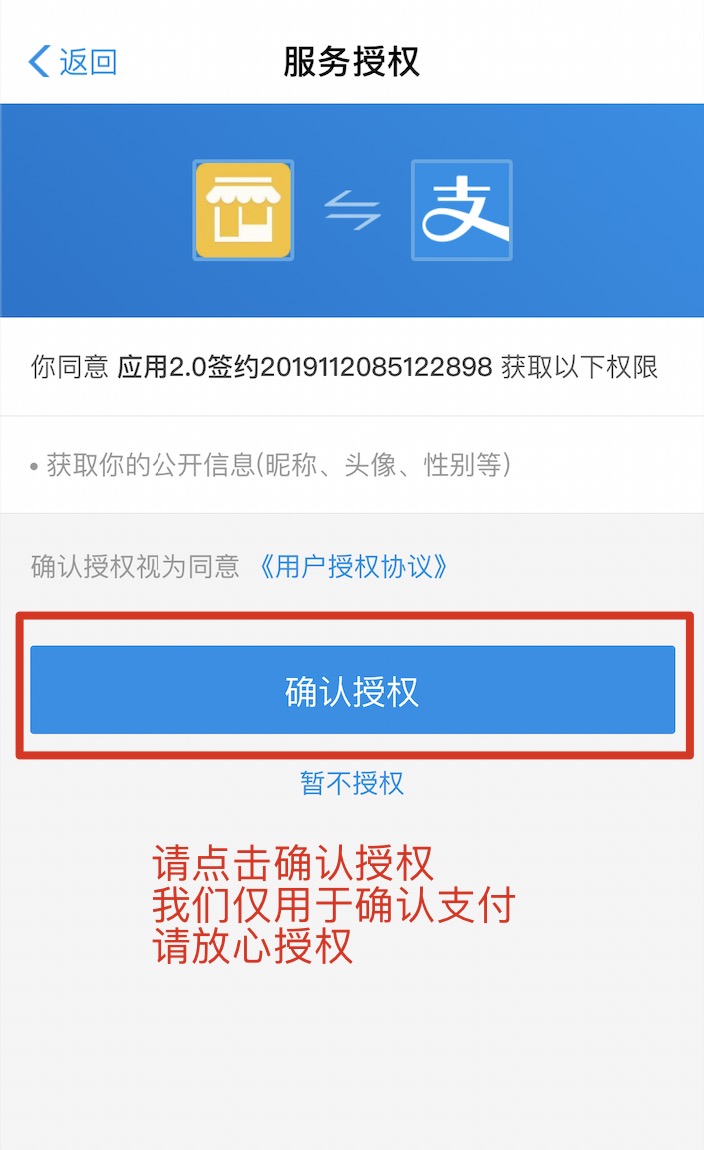 返回
服务授权
支
你同意 应用2.0签约2019112085122898 获取以下权限
• 获取你的公开信息(昵称、头像、性别等)
确认授权视为同意 《用户授权协议》
确认授权
暂不授权
请点击确认授权
我们仅用于确认支付
请放心授权